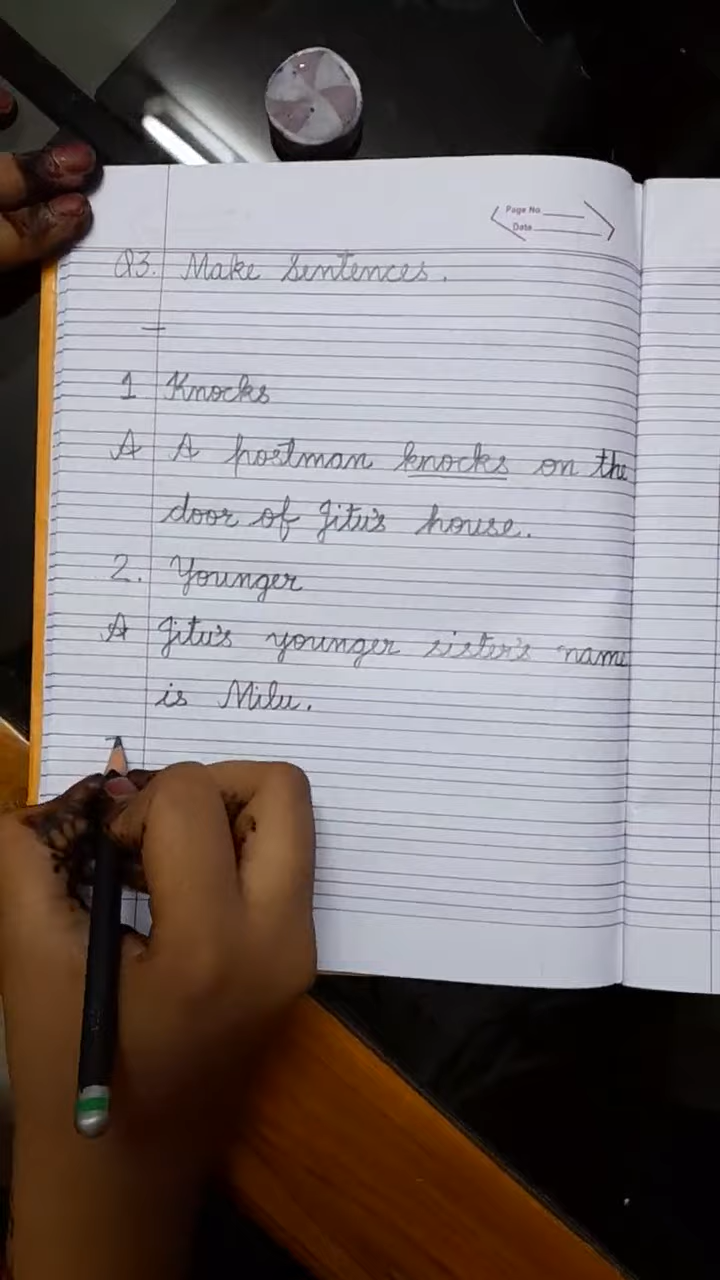 Page No
Date
Q3. Make Sentences.
1 Knocks
A A postman knocks on the
door of Jitu's house.
2. Younger
A Jitu's younger sister's name
is Milu.